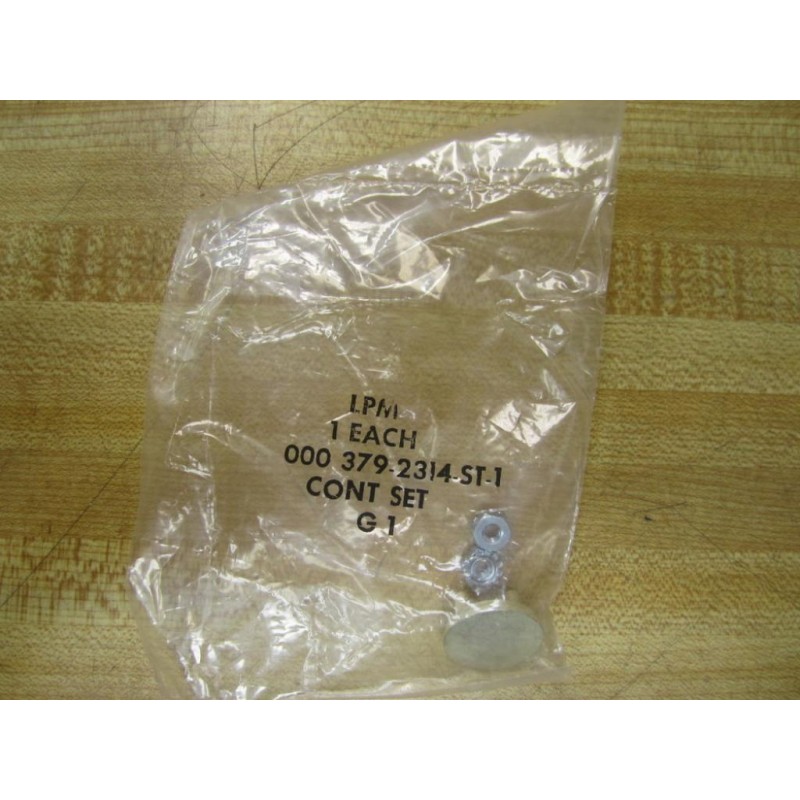 LPM
1 EACH
000 379-2314-ST-1
CONT SET
G 1